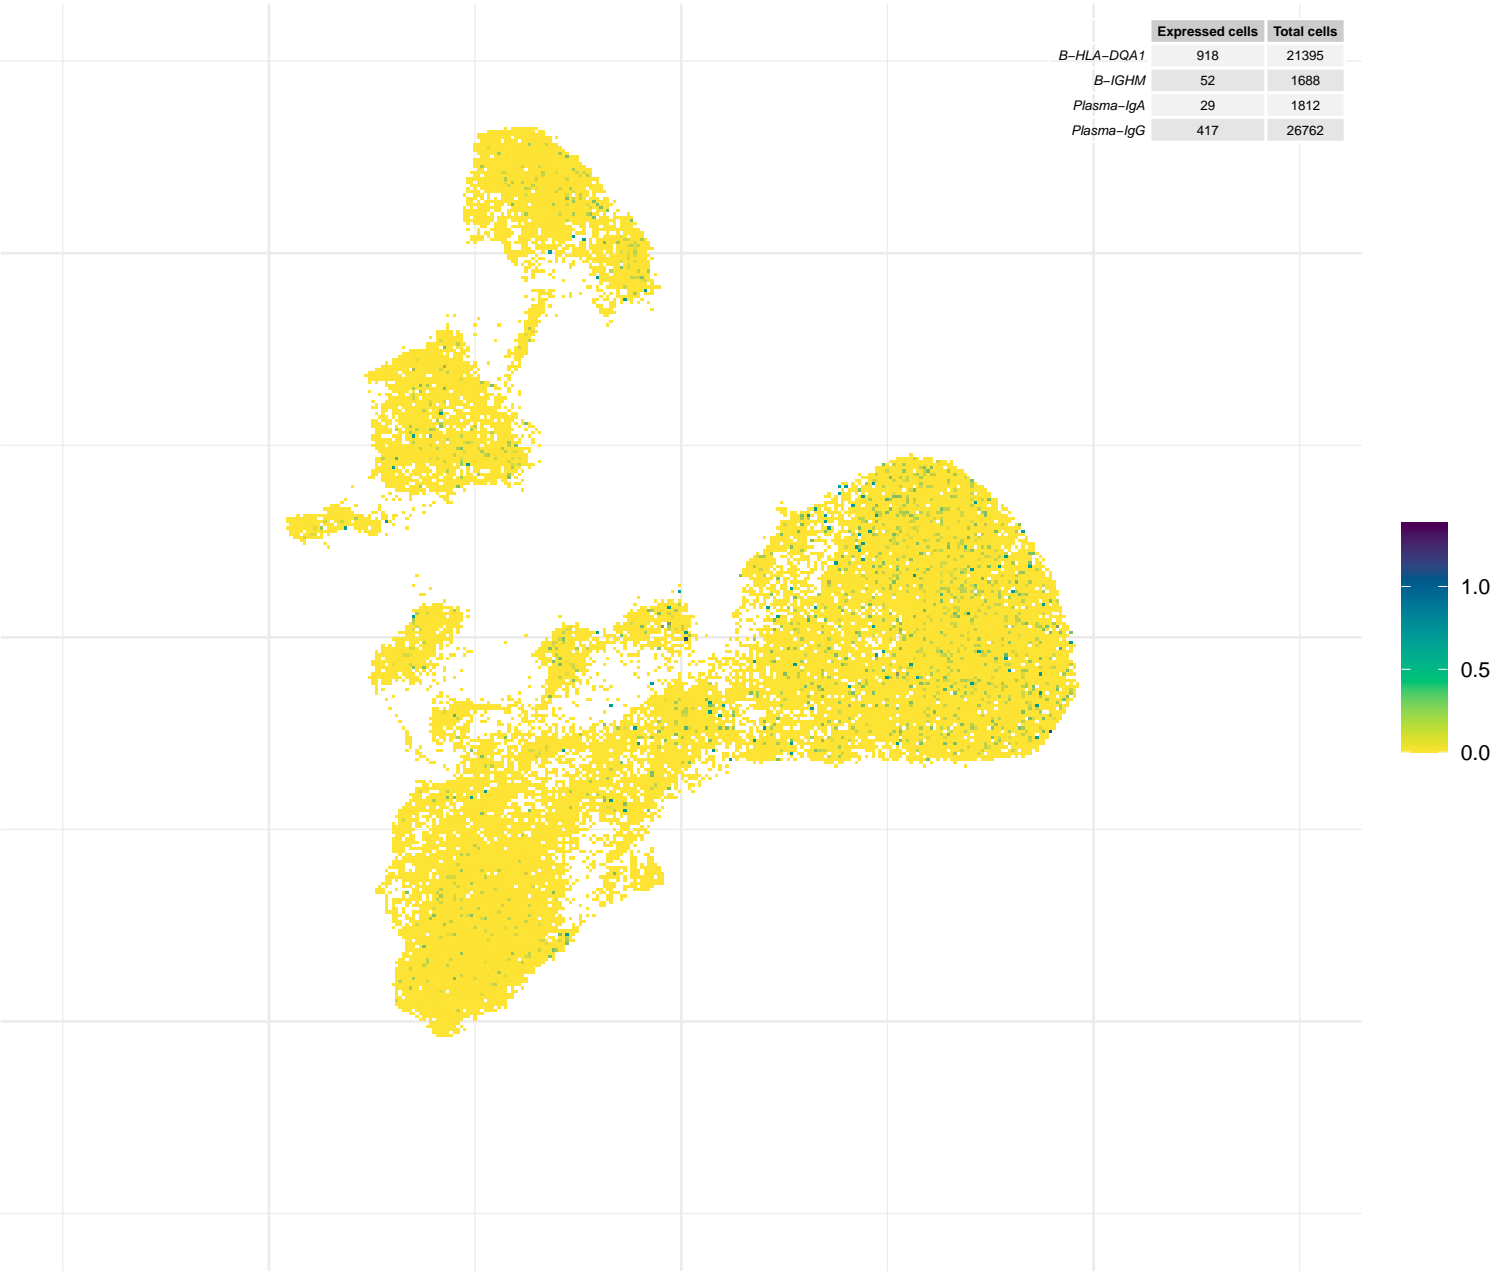 Expressed cells Total cells
B−HLA−DQA1 918 21395
B−IGHM 52 1688
Plasma−IgA 29 1812
Plasma−IgG 417 26762
1.0
0.5
0.0